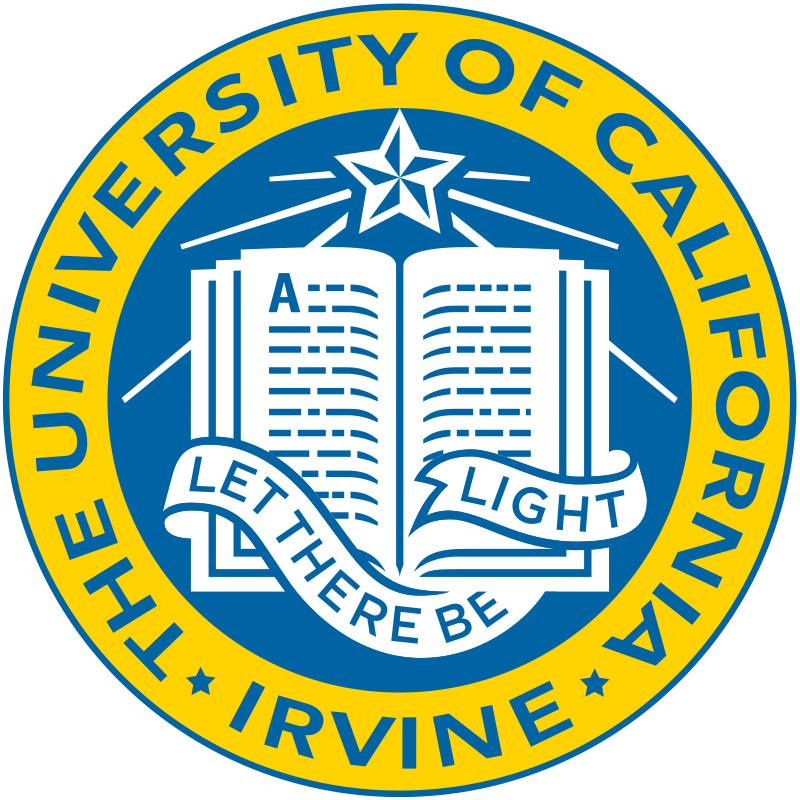 THE UNIVERSITY OF CALIFORNIA
IRVINE
A
LET THERE BE
LIGHT